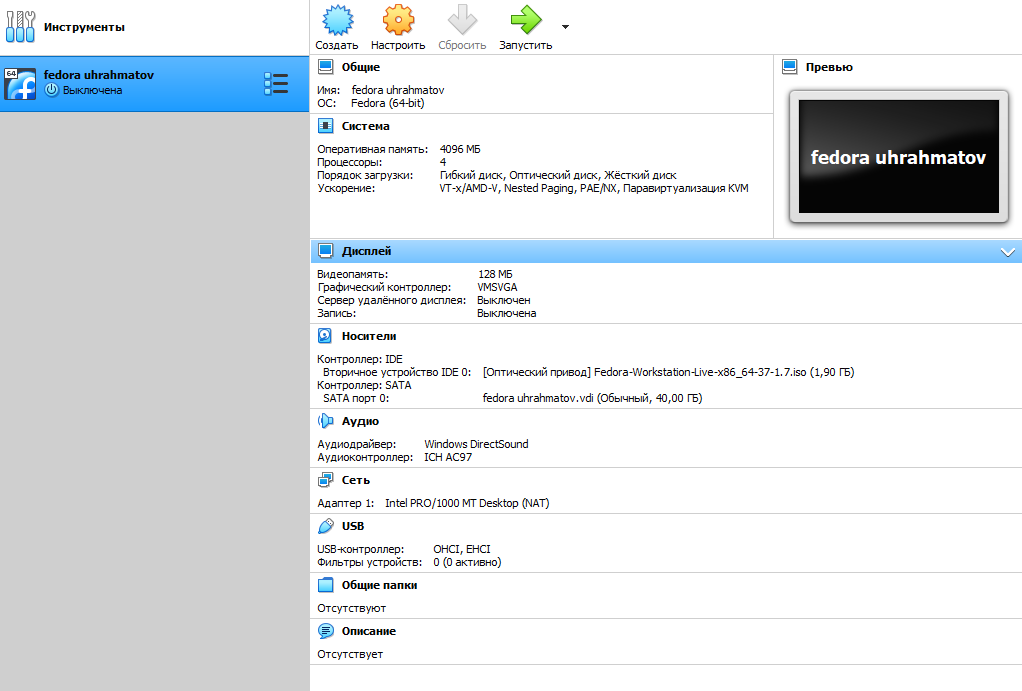 Инструменты
Создать Настроить Сбросить Запустить
64
fedora uhrahmatov
Выключена
Общие
Имя: fedora uhrahmatov
ОС: Fedora (64-bit)
Система
Оперативная память: 4096 МБ
Процессоры: 4
Порядок загрузки: Гибкий диск, Оптический диск, Жёсткий диск
Ускорение: VT-x/AMD-V, Nested Paging, PAE/NX, Паравиртуализация KVM
Превью
fedora uhrahmatov
Дисплей
Видеопамять: 128 МБ
Графический контроллер: VMSVGA
Сервер удалённого дисплея: Выключен
Запись: Выключена
Носители
Контроллер: IDE
Вторичное устройство IDE 0: [Оптический привод] Fedora-Workstation-Live-x86_64-37-1.7.iso (1,90 ГБ)
Контроллер: SATA
SATA порт 0: fedora uhrahmatov.vdi (Обычный, 40,00 ГБ)
Аудио
Аудиодрайвер: Windows DirectSound
Аудиоконтроллер: ICH AC97
Сеть
Адаптер 1: Intel PRO/1000 MT Desktop (NAT)
USB
USB-контроллер: OHCI, EHCI
Фильтры устройств: 0 (0 активно)
Общие папки
Отсутствуют
Описание
Отсутствует